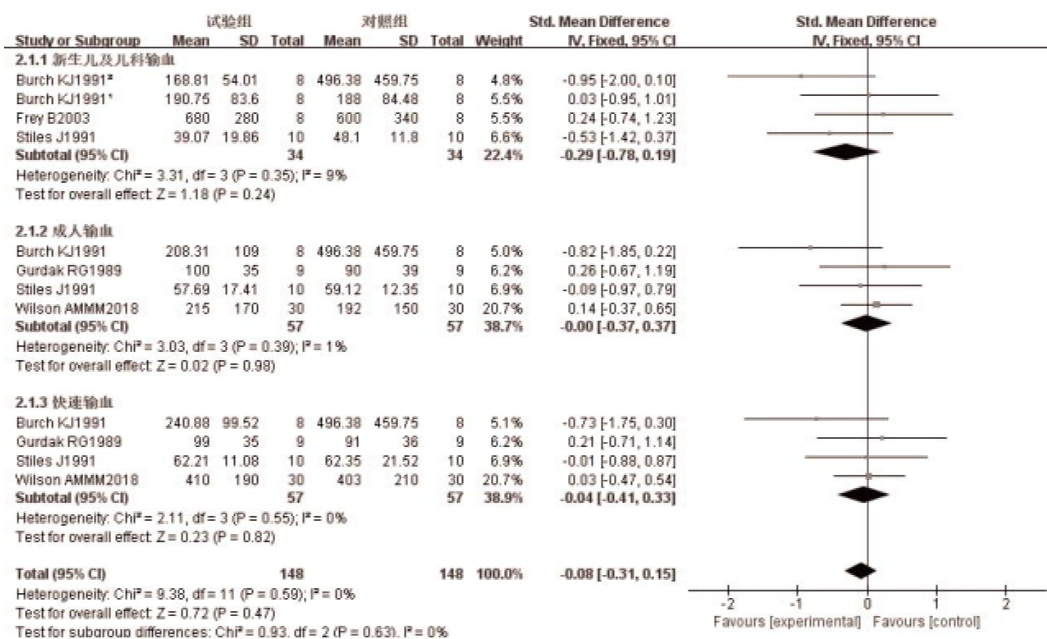 试验组 对照组 Std. Mean Difference Std. Mean Difference
Study or Subgroup Mean SD Total Mean SD Total Weight IV, Fixed, 95% CI IV, Fixed, 95% CI
2.1.1 新生儿及儿科输血
Burch KJ1991² 168.81 54.01 8 496.38 459.75 8 4.8% -0.95 [-2.00, 0.10]
Burch KJ1991¹ 190.75 83.6 8 188 84.48 8 5.5% 0.03 [-0.95, 1.01]
Frey B2003 680 280 8 600 340 8 5.5% 0.24 [-0.74, 1.23]
Stiles J1991 39.07 19.86 10 48.1 11.8 10 6.6% -0.53 [-1.42, 0.37]
Subtotal (95% CI) 34 34 22.4% -0.29 [-0.78, 0.19]
Heterogeneity: Chi² = 3.31, df = 3 (P = 0.35); I² = 9%
Test for overall effect: Z = 1.18 (P = 0.24)
2.1.2 成人输血
Burch KJ1991 208.31 109 8 496.38 459.75 8 5.0% -0.82 [-1.85, 0.22]
Gurdak RG1989 100 35 9 90 39 9 6.2% 0.26 [-0.67, 1.19]
Stiles J1991 57.69 17.41 10 59.12 12.35 10 6.9% -0.09 [-0.97, 0.79]
Wilson AMMM2018 215 170 30 192 150 30 20.7% 0.14 [-0.37, 0.65]
Subtotal (95% CI) 57 57 38.7% -0.00 [-0.37, 0.37]
Heterogeneity: Chi² = 3.03, df = 3 (P = 0.39); I² = 1%
Test for overall effect: Z = 0.02 (P = 0.98)
2.1.3 快速输血
Burch KJ1991 240.88 99.52 8 496.38 459.75 8 5.1% -0.73 [-1.75, 0.30]
Gurdak RG1989 99 35 9 91 36 9 6.2% 0.21 [-0.71, 1.14]
Stiles J1991 62.21 11.08 10 62.35 21.52 10 6.9% -0.01 [-0.88, 0.87]
Wilson AMMM2018 410 190 30 403 210 30 20.7% 0.03 [-0.47, 0.54]
Subtotal (95% CI) 57 57 38.9% -0.04 [-0.41, 0.33]
Heterogeneity: Chi² = 2.11, df = 3 (P = 0.55); I² = 0%
Test for overall effect: Z = 0.23 (P = 0.82)
Total (95% CI) 148 148 100.0% -0.08 [-0.31, 0.15]
Heterogeneity: Chi² = 9.38, df = 11 (P = 0.59); I² = 0%
Test for overall effect: Z = 0.72 (P = 0.47)
Test for subgroup differences: Chi² = 0.93, df = 2 (P = 0.63), I² = 0%
-2 -1 0 1 2
Favours [experimental] Favours [control]